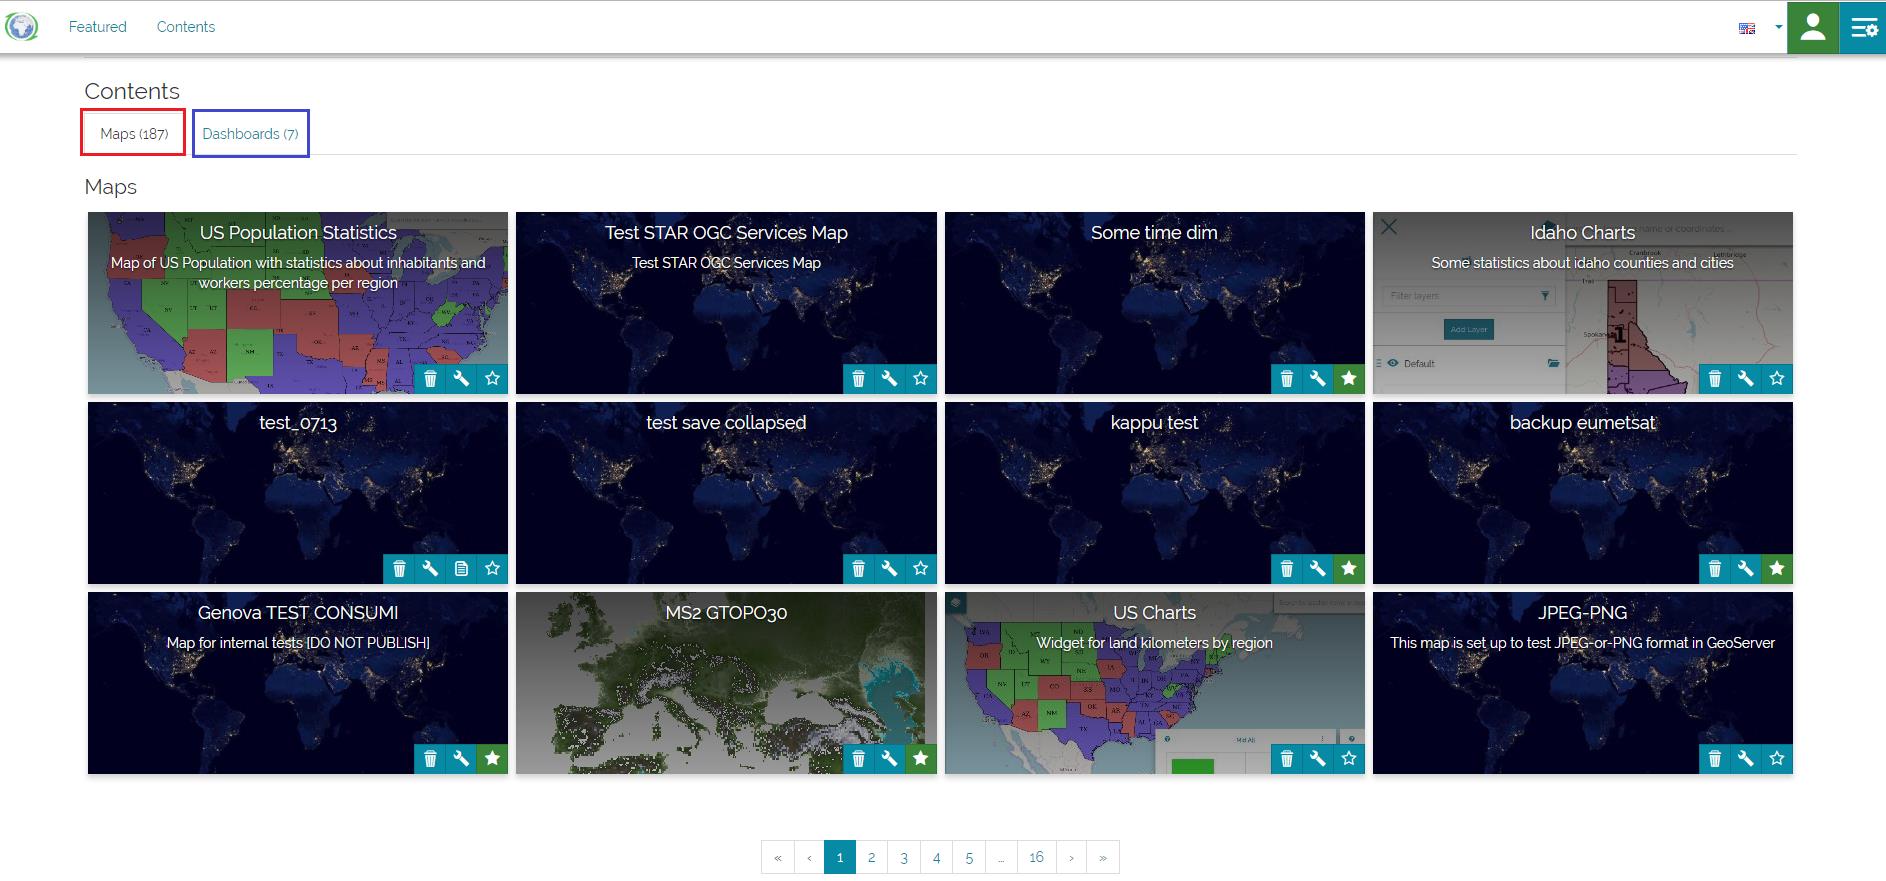 Featured
Contents
Contents
Maps (187)
Dashboards (7)
Maps
US Population Statistics
Map of US Population with statistics about inhabitants and
workers percentage per region
Test STAR OGC Services Map
Test STAR OGC Services Map
Some time dim
Idaho Charts
Some statistics about idaho counties and cities
name or coordinates ...
Cranbrook
Lethbridge
Filter layers
Add Layer
Default
test_0713
test save collapsed
kappu test
backup eumetsat
Genova TEST CONSUMI
Map for internal tests [DO NOT PUBLISH]
MS2 GTOPO30
US Charts
Widget for land kilometers by region
JPEG-PNG
This map is set up to test JPEG-or-PNG format in GeoServer
« ‹ 1 2 3 4 5 ... 16 › »